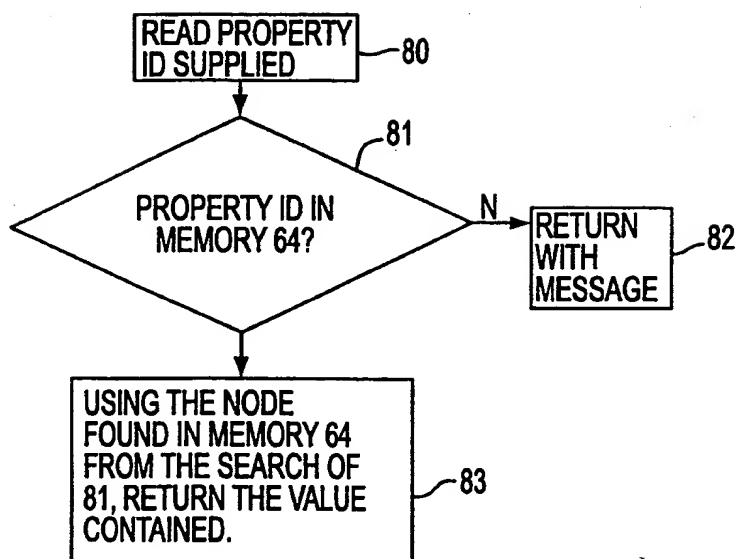 READ PROPERTY
ID SUPPLIED
80
81
PROPERTY ID IN
MEMORY 64?
N
RETURN
WITH
MESSAGE
82
USING THE NODE
FOUND IN MEMORY 64
FROM THE SEARCH OF
81, RETURN THE VALUE
CONTAINED.
83